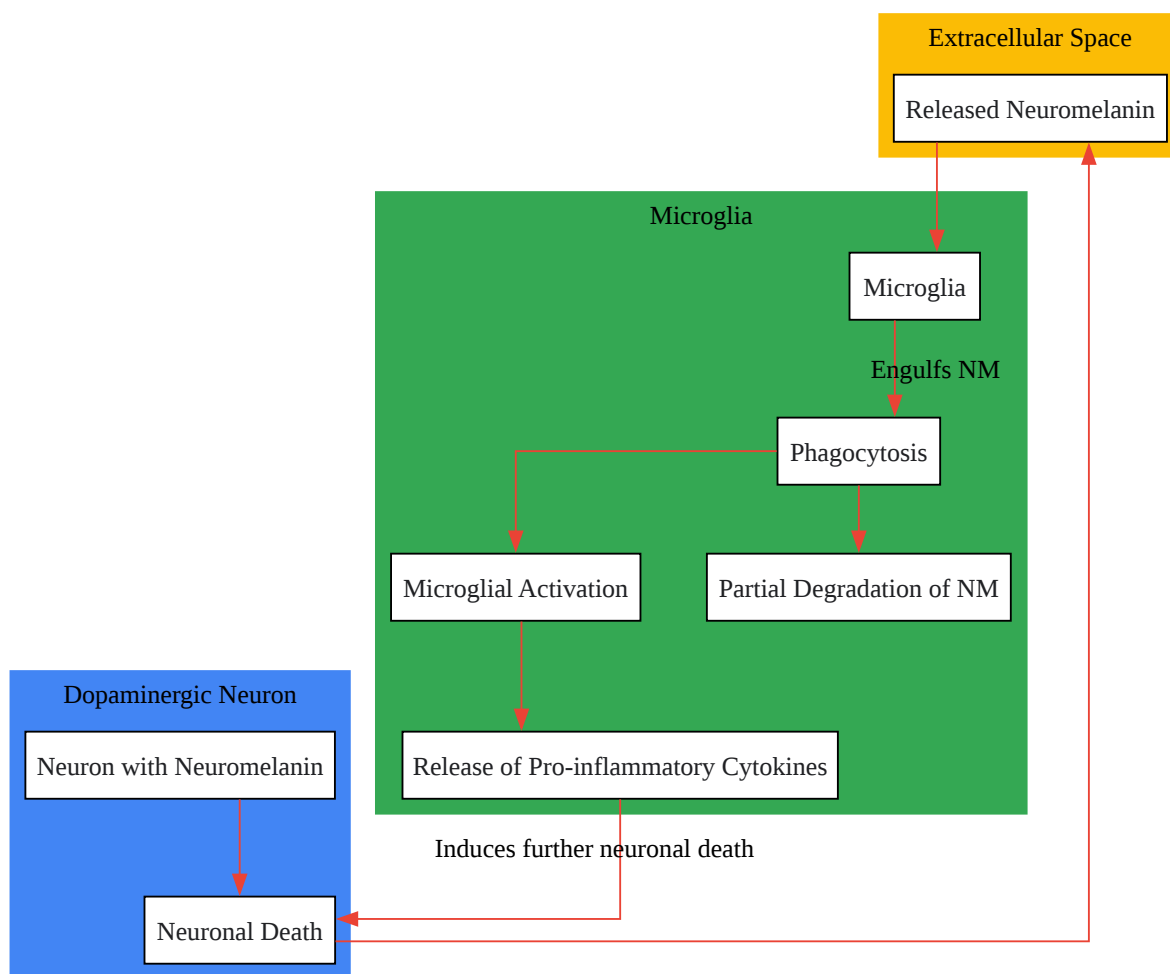 Extracellular Space
Released Neuromelanin
Microglia
Microglia
Engulfs NM
Phagocytosis
Microglial Activation
Partial Degradation of NM
Dopaminergic Neuron
Neuron with Neuromelanin
Release of Pro-inflammatory Cytokines
Induces further neuronal death
Neuronal Death